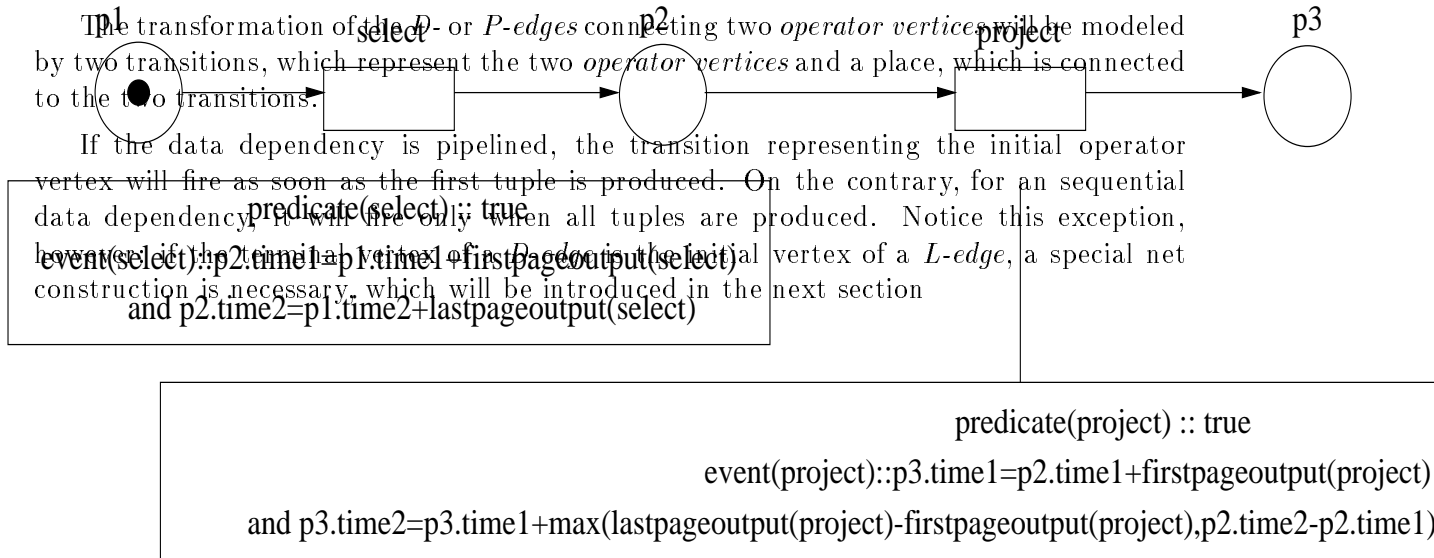 p1
select
p2
project
p3
The transformation of the D- or P-edges connecting two operator vertices will be modeled
by two transitions, which represent the two operator vertices and a place, which is connected
to the two transitions.
If the data dependency is pipelined, the transition representing the initial operator
vertex will fire as soon as the first tuple is produced. On the contrary, for an sequential
data dependency, it will fire only when all tuples are produced. Notice this exception,
however: if the terminal vertex of a D-edge is the initial vertex of a L-edge, a special net
construction is necessary, which will be introduced in the next section
predicate(select) :: true
event(select)::p2.time1=p1.time1+firstpageoutput(select)
and p2.time2=p1.time2+lastpageoutput(select)
predicate(project) :: true
event(project)::p3.time1=p2.time1+firstpageoutput(project)
and p3.time2=p3.time1+max(lastpageoutput(project)-firstpageoutput(project),p2.time2-p2.time1)